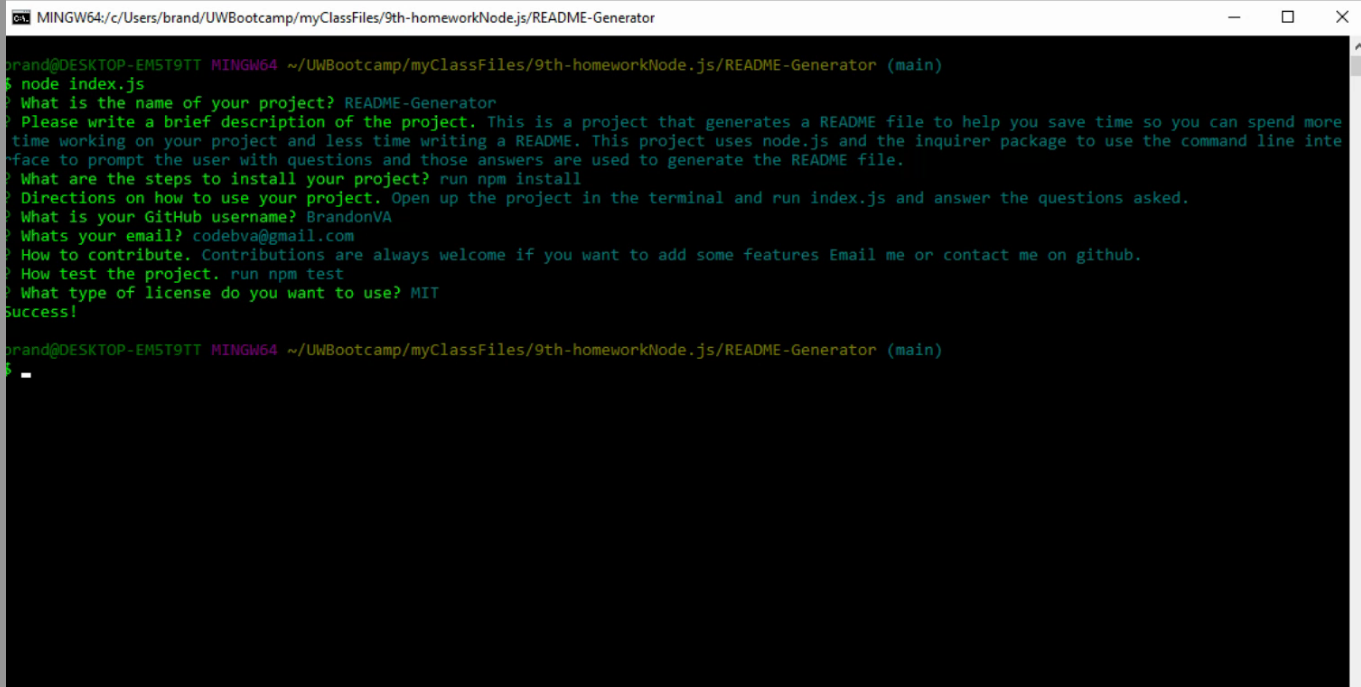 MINGW64:/c/Users/brand/UWBootcamp/myClassFiles/9th-homeworkNode.js/README-Generator
brand@DESKTOP-EM5T9TT MINGW64 ~/UWBootcamp/myClassFiles/9th-homeworkNode.js/README-Generator (main)
$ node index.js
? What is the name of your project? README-Generator
? Please write a brief description of the project. This is a project that generates a README file to help you save time so you can spend more
time working on your project and less time writing a README. This project uses node.js and the inquirer package to use the command line inte
rface to prompt the user with questions and those answers are used to generate the README file.
? What are the steps to install your project? run npm install
? Directions on how to use your project. Open up the project in the terminal and run index.js and answer the questions asked.
? What is your GitHub username? BrandonVA
? Whats your email? codebva@gmail.com
? How to contribute. Contributions are always welcome if you want to add some features Email me or contact me on github.
? How test the project. run npm test
? What type of license do you want to use? MIT
Success!
brand@DESKTOP-EM5T9TT MINGW64 ~/UWBootcamp/myClassFiles/9th-homeworkNode.js/README-Generator (main)
$